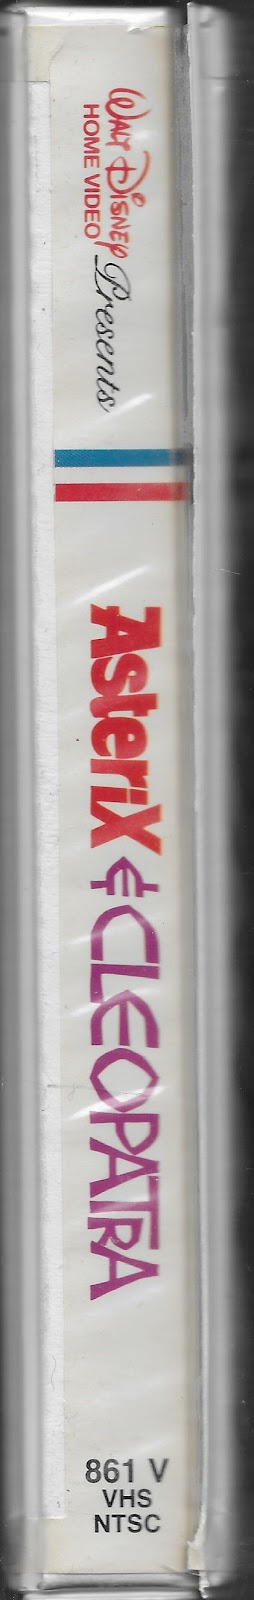 WALT DISNEY
HOME VIDEO
Presents
Asterix & CLEOPATRA
861 V
VHS
NTSC